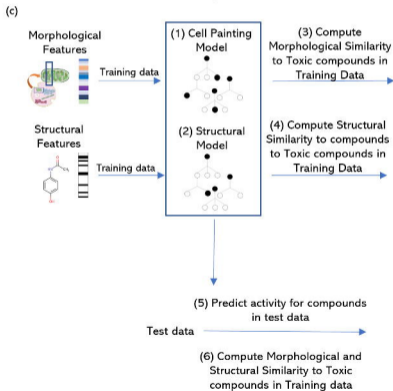 (c)
Morphological
Features
Training data
(1) Cell Painting
Model
(3) Compute
Morphological Similarity
to Toxic compounds in
Training Data
Structural
Features
Training data
(2) Structural
Model
(4) Compute Structural
Similarity to compounds
to Toxic compounds in
Training Data
(5) Predict activity for compounds
in test data
Test data
(6) Compute Morphological and
Structural Similarity to Toxic
compounds in Training data